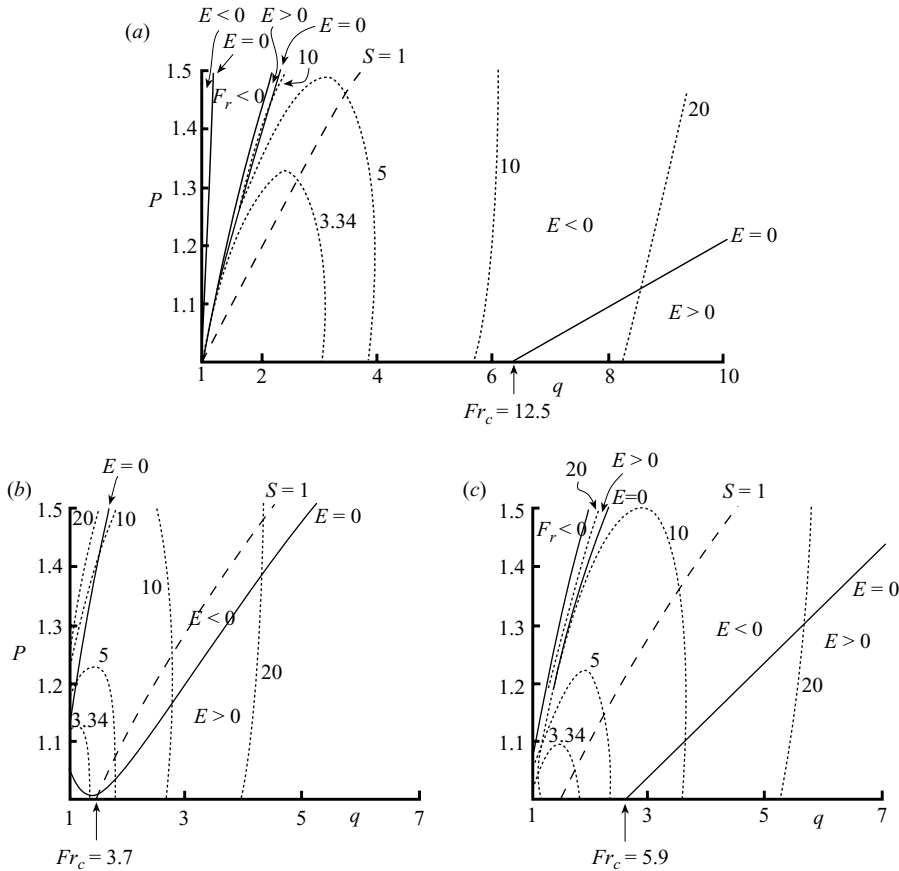 (a)
E < 0
E > 0
E = 0
E = 0
10
S = 1
1.5
F_r < 0
1.4
20
5
10
1.3
P
3.34
E < 0
E = 0
1.2
E > 0
1.1
1
2
4
6
q
8
10
Fr_c = 12.5
(b)
E = 0
S = 1
1.5
20
10
E = 0
1.4
10
1.3
E < 0
P
5
20
1.2
3.34
E > 0
1.1
1
3
5
q
7
Fr_c = 3.7
(c)
20
E > 0
E=0
S = 1
1.5
F_r < 0
10
1.4
E = 0
1.3
E < 0
E > 0
5
1.2
20
3.34
1.1
1
3
5
q
7
Fr_c = 5.9